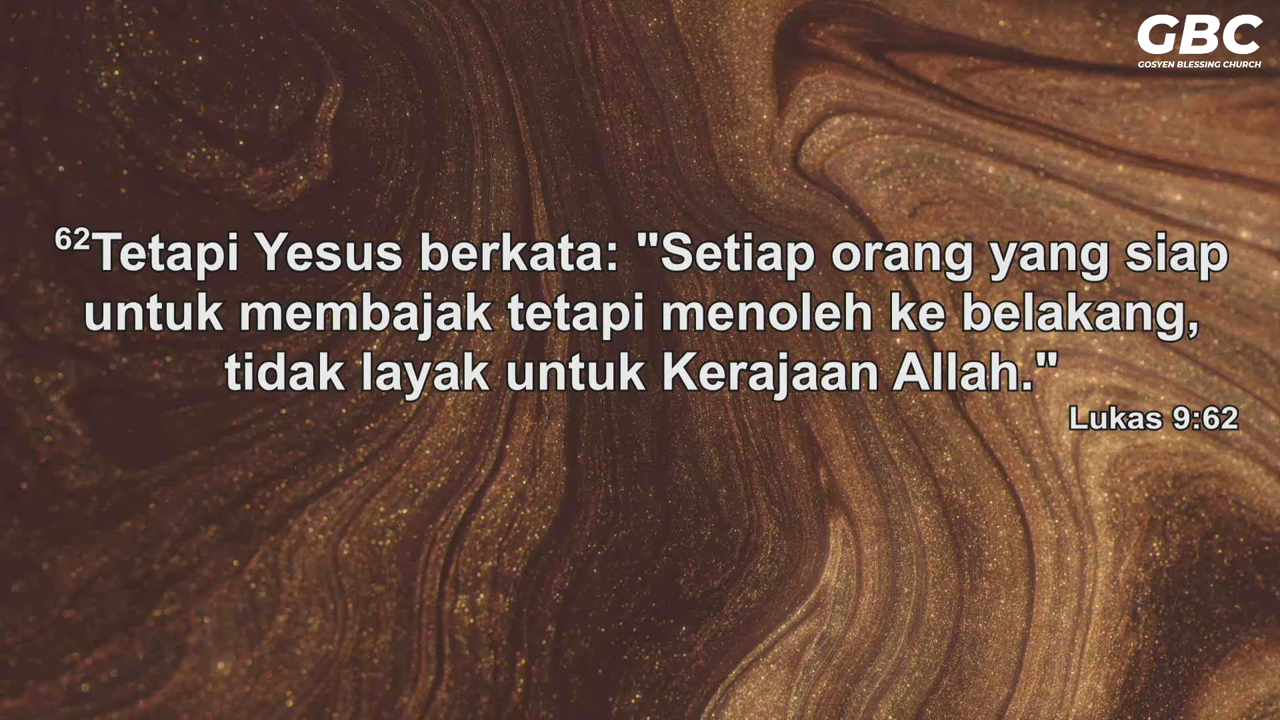 GBC
GOSYEN BLESSING CHURCH
⁶²Tetapi Yesus berkata: "Setiap orang yang siap
untuk membajak tetapi menoleh ke belakang,
tidak layak untuk Kerajaan Allah."
Lukas 9:62